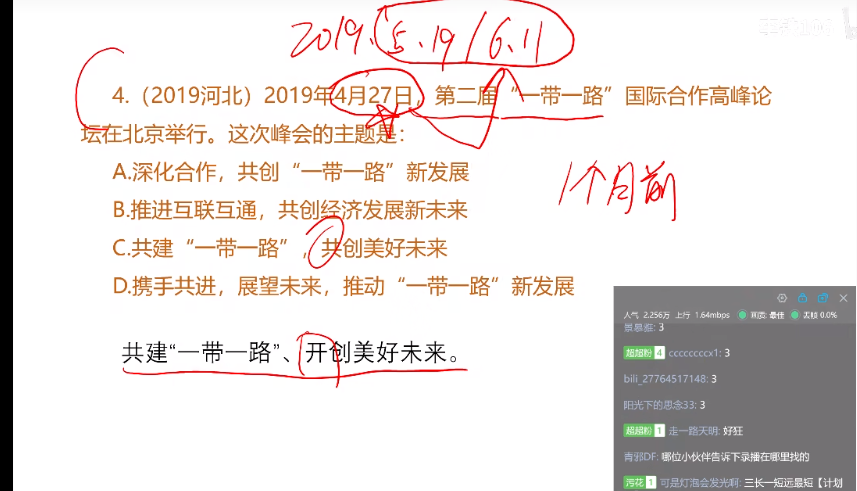 2019.5.19/6.11
4.（2019河北）2019年4月27日，第二届“一带一路”国际合作高峰论
坛在北京举行。这次峰会的主题是：
A.深化合作，共创“一带一路”新发展
B.推进互联互通，共创经济发展新未来
C.共建“一带一路”，共创美好未来
D.携手共进，展望未来，推动“一带一路”新发展
1个月前
共建“一带一路”、开创美好未来。
人气 2.256万 上行 1.64mbps 画质: 最佳 丢帧 0.0%
: 3
超超粉 4 ccccccccx1: 3
bili_27764517148: 3
阳光下的思念33: 3
超超粉 1 走一路天明: 好狂
青邪DF: 哪位小伙伴告诉下录播在哪里找的
1 可是灯泡会发光啊: 三长一短远最短【计划